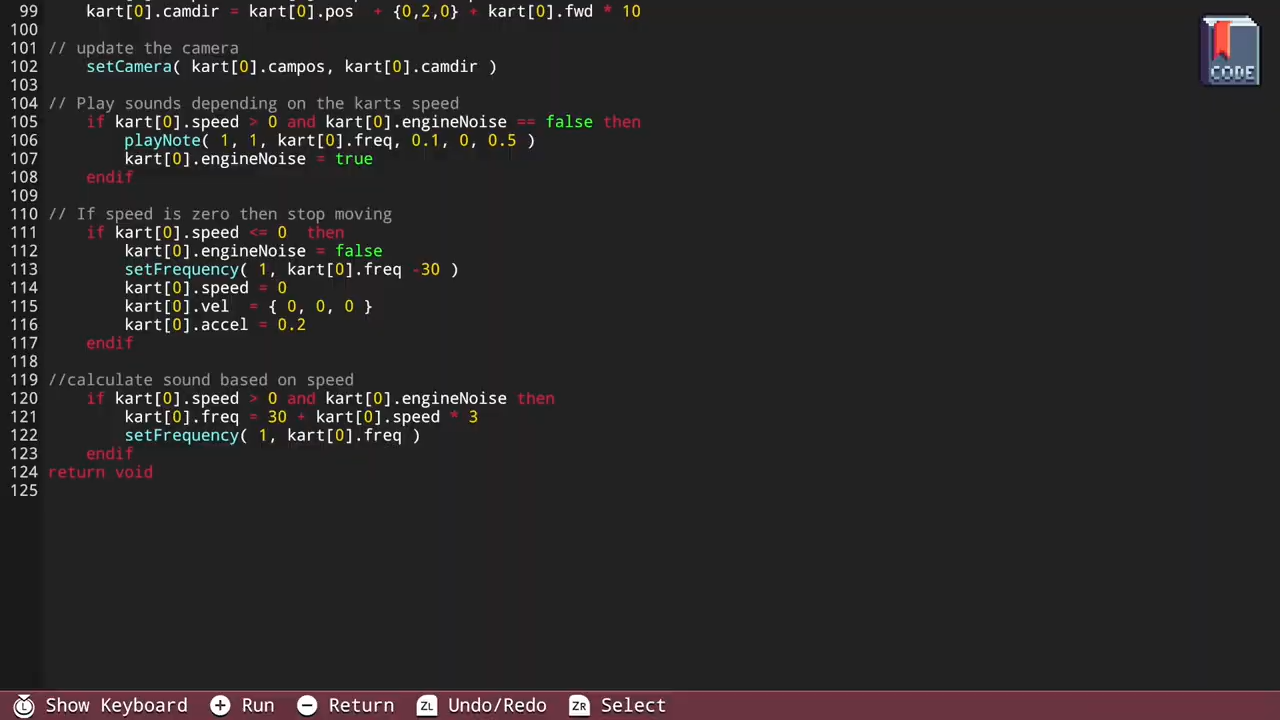 99 kart[0].camdir = kart[0].pos + {0,2,0} + kart[0].fwd * 10
100
101 // update the camera
102 setCamera( kart[0].campos, kart[0].camdir )
103
104 // Play sounds depending on the karts speed
105 if kart[0].speed > 0 and kart[0].engineNoise == false then
106 playNote( 1, 1, kart[0].freq, 0.1, 0, 0.5 )
107 kart[0].engineNoise = true
108 endif
109
110 // If speed is zero then stop moving
111 if kart[0].speed <= 0 then
112 kart[0].engineNoise = false
113 setFrequency( 1, kart[0].freq -30 )
114 kart[0].speed = 0
115 kart[0].vel = { 0, 0, 0 }
116 kart[0].accel = 0.2
117 endif
118
119 //calculate sound based on speed
120 if kart[0].speed > 0 and kart[0].engineNoise then
121 kart[0].freq = 30 + kart[0].speed * 3
122 setFrequency( 1, kart[0].freq )
123 endif
124 return void
125
CODE
Show Keyboard + Run - Return ZL Undo/Redo ZR Select